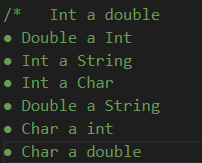 /*   Int a double
● Double a Int
● Int a String
● Int a Char
● Double a String
● Char a int
● Char a double